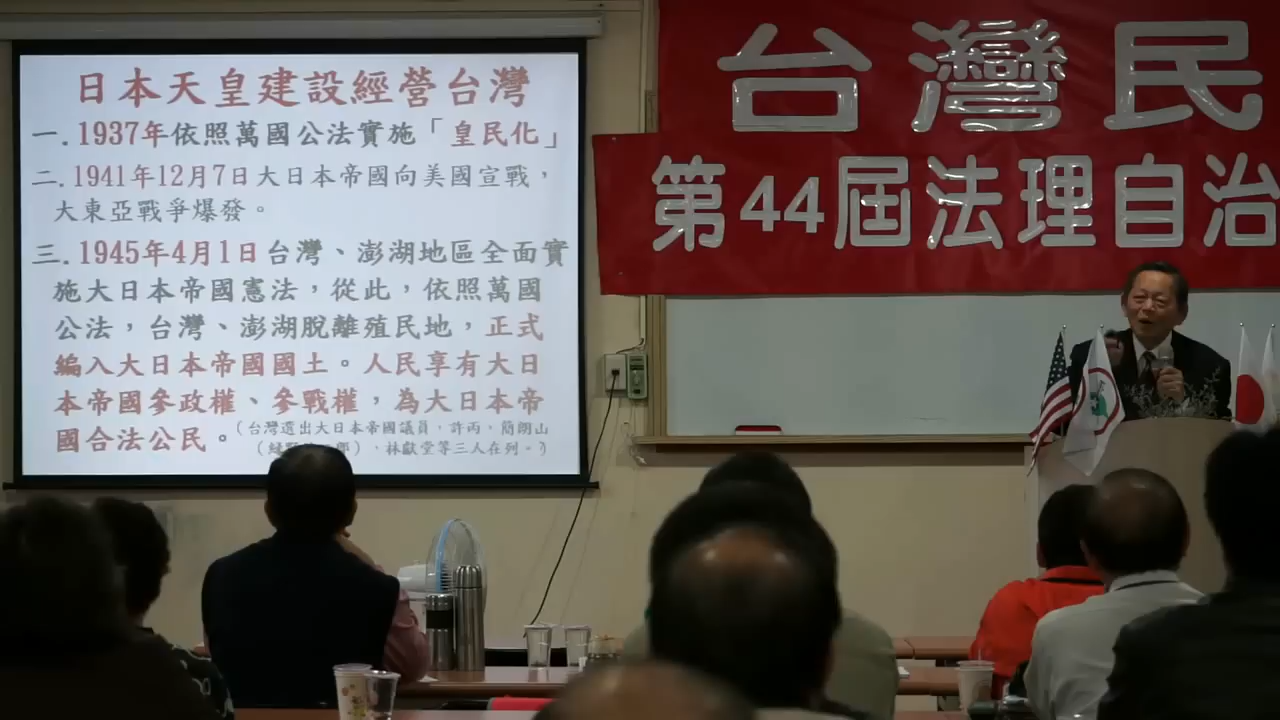 日本天皇建設經營台灣
一.1937年依照萬國公法實施「皇民化」
二.1941年12月7日大日本帝國向美國宣戰，
大東亞戰爭爆發。
三.1945年4月1日台灣、澎湖地區全面實
施大日本帝國憲法，從此，依照萬國
公法，台灣、澎湖脫離殖民地，正式
編入大日本帝國國土。人民享有大日
本帝國參政權、參戰權，為大日本帝
國合法公民。
(台灣選出大日本帝國議員，許丙，簡朗山
，林獻堂等三人在列。)
台灣民
第44屆法理自治